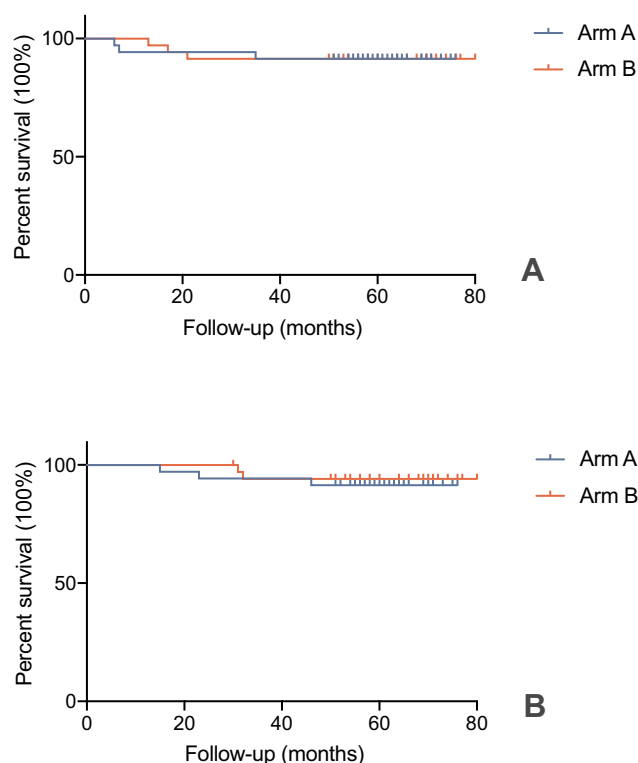 Percent survival (100%)
100
50
0
0 20 40 60 80
Follow-up (months)
Arm A
Arm B
A
Percent survival (100%)
100
50
0
0 20 40 60 80
Follow-up (months)
Arm A
Arm B
B